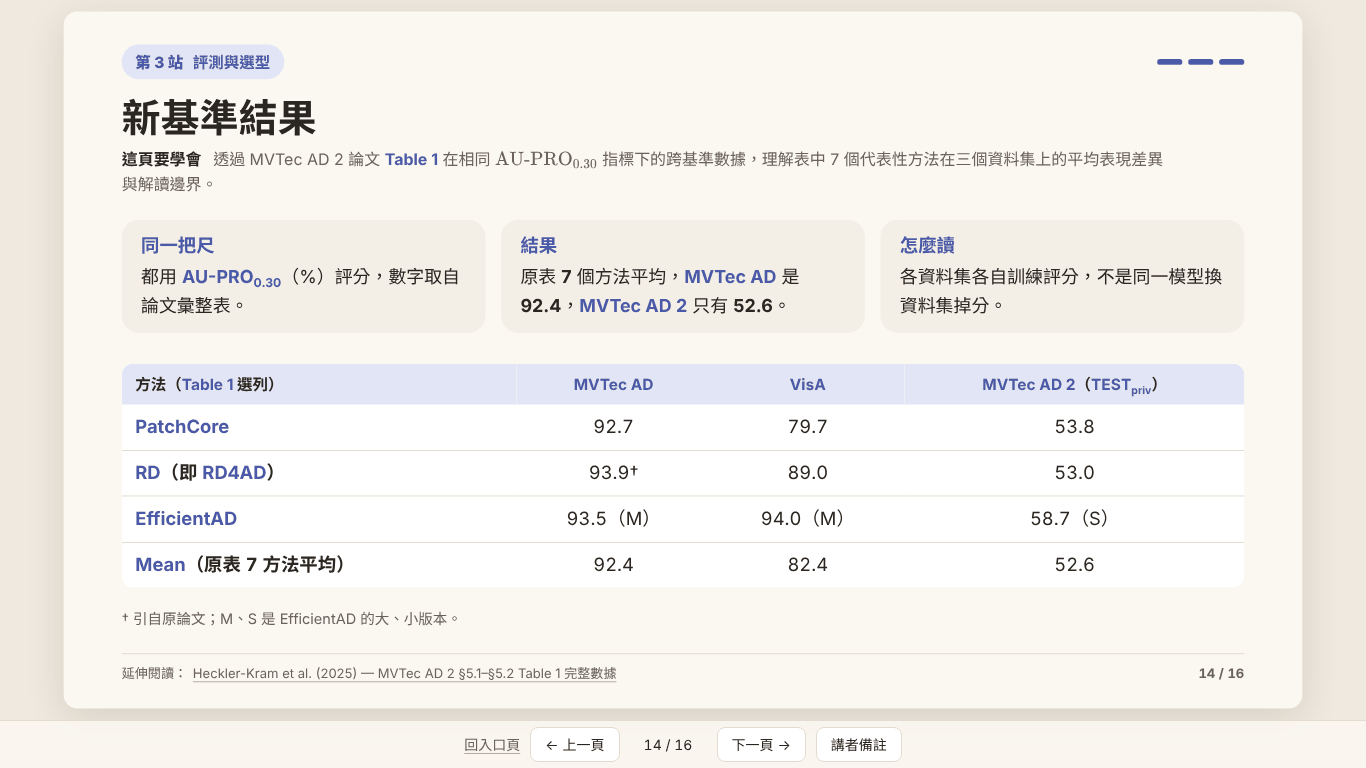 第 3 站 評測與選型
新基準結果
這頁要學會 透過 MVTec AD 2 論文 Table 1 在相同 AU-PRO0.30 指標下的跨基準數據，理解表中 7 個代表性方法在三個資料集上的平均表現差異
與解讀邊界。
同一把尺
都用 AU-PRO0.30（%）評分，數字取自
論文彙整表。
結果
原表 7 個方法平均，MVTec AD 是
92.4，MVTec AD 2 只有 52.6。
怎麼讀
各資料集各自訓練評分，不是同一模型換
資料集掉分。
方法（Table 1 選列） MVTec AD VisA MVTec AD 2（TESTpriv）
PatchCore 92.7 79.7 53.8
RD（即 RD4AD） 93.9† 89.0 53.0
EfficientAD 93.5（M） 94.0（M） 58.7（S）
Mean（原表 7 方法平均） 92.4 82.4 52.6
† 引自原論文；M、S 是 EfficientAD 的大、小版本。
延伸閱讀： Heckler-Kram et al. (2025) — MVTec AD 2 §5.1–§5.2 Table 1 完整數據 14 / 16
回入口頁 ← 上一頁 14 / 16 下一頁 → 講者備註